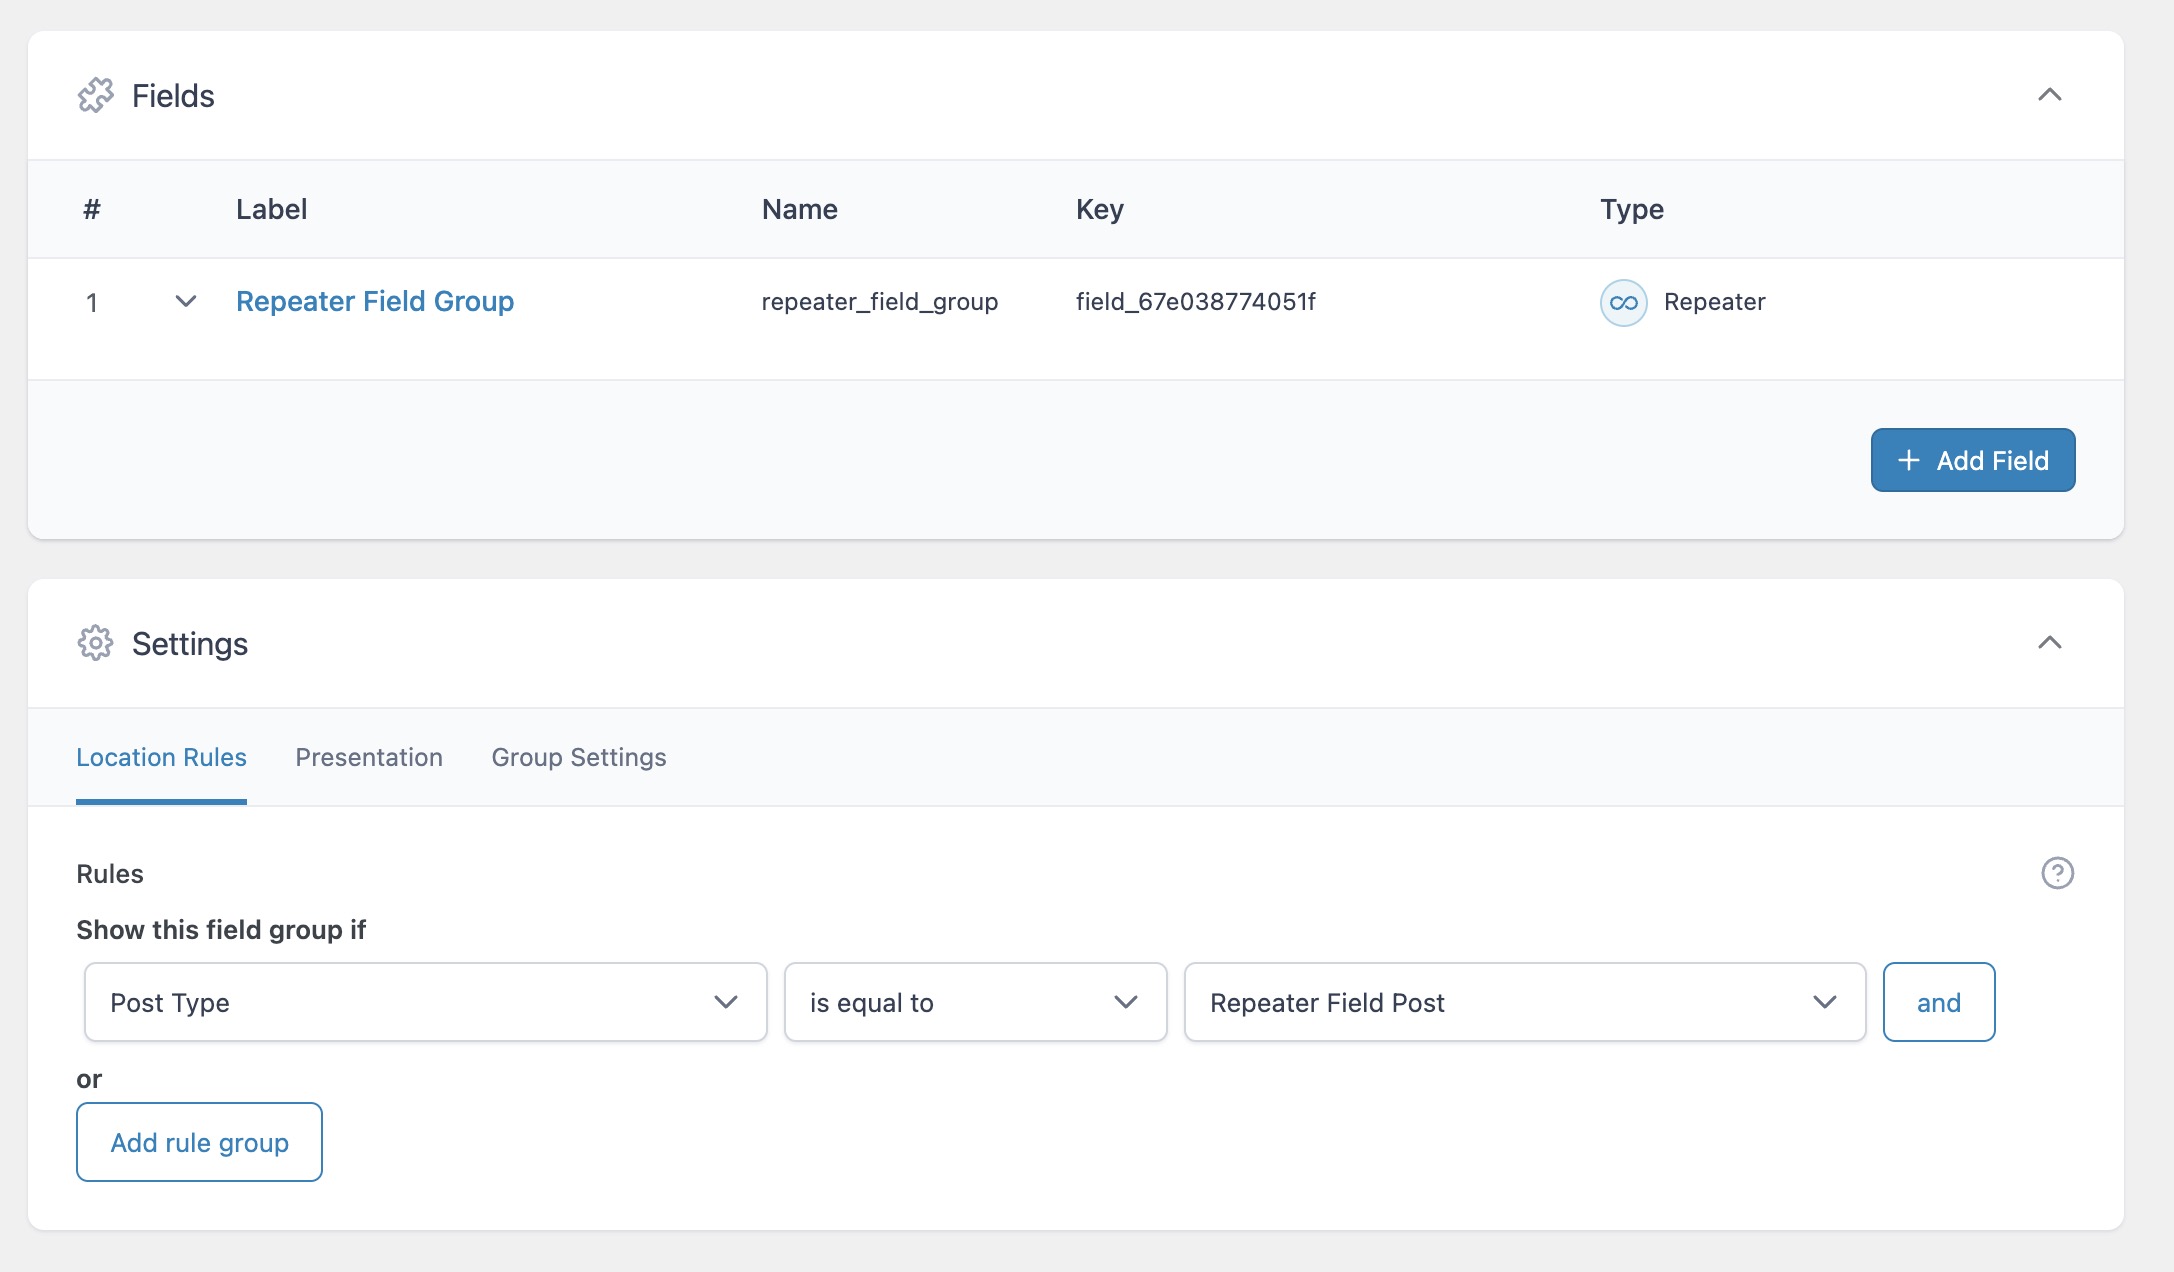 Fields
# Label Name Key Type
1 Repeater Field Group repeater_field_group field_67e038774051f Repeater
+ Add Field
Settings
Location Rules Presentation Group Settings
Rules
Show this field group if
Post Type is equal to Repeater Field Post and
or
Add rule group